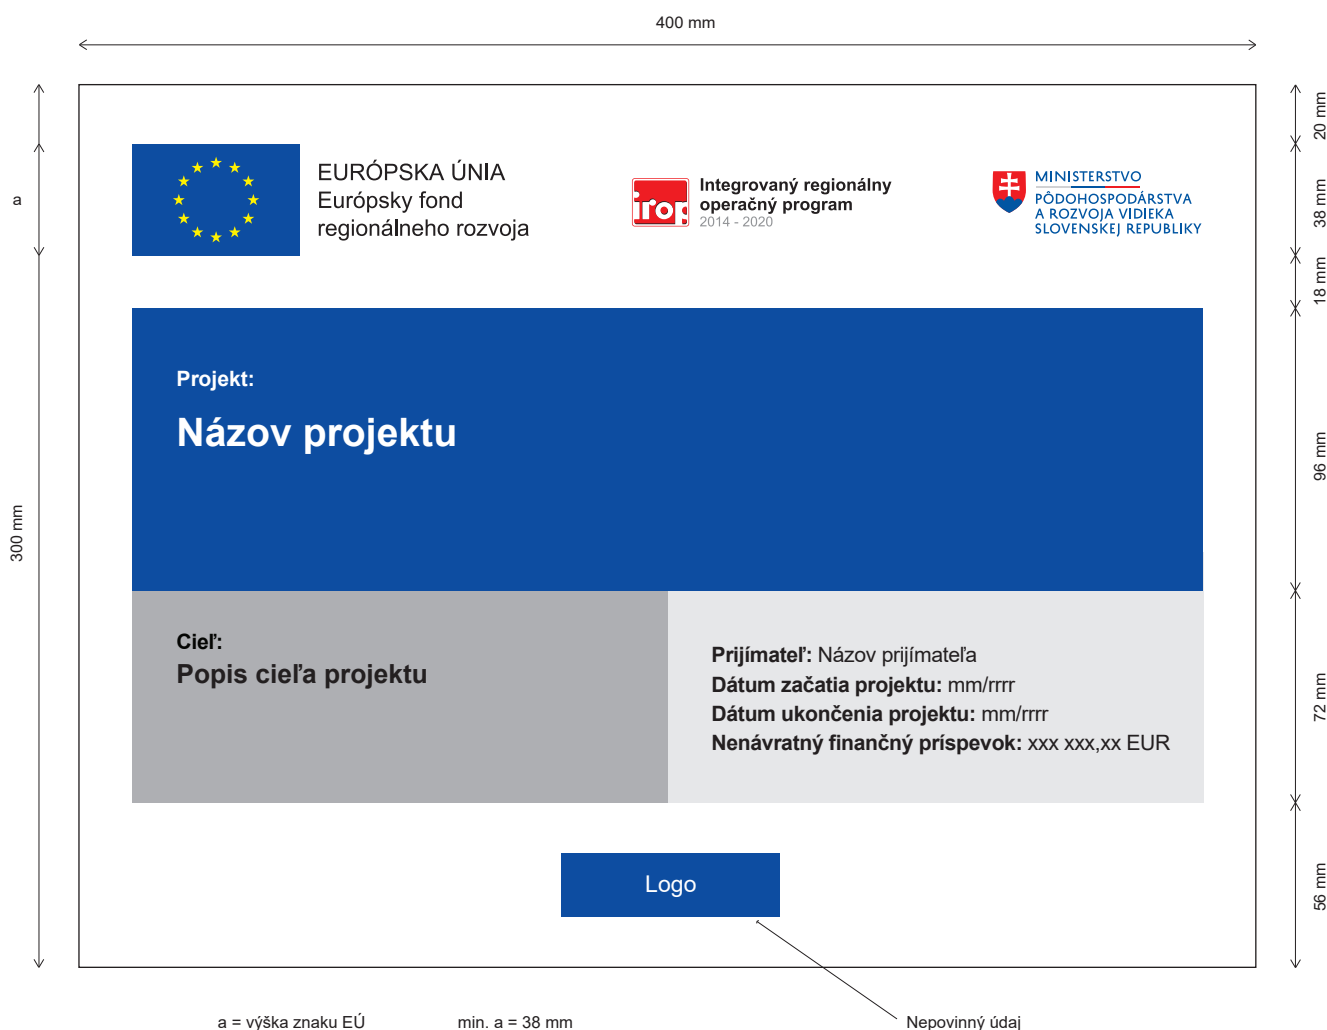 400 mm
20 mm
a
38 mm
18 mm
EURÓPSKA ÚNIA
Európsky fond
regionálneho rozvoja
irop
Integrovaný regionálny
operačný program
2014 - 2020
MINISTERSTVO
PÔDOHOSPODÁRSTVA
A ROZVOJA VIDIEKA
SLOVENSKEJ REPUBLIKY
Projekt:
Názov projektu
96 mm
300 mm
Cieľ:
Popis cieľa projektu
Prijímateľ: Názov prijímateľa
Dátum začatia projektu: mm/rrrr
Dátum ukončenia projektu: mm/rrrr
Nenávratný finančný príspevok: xxx xxx,xx EUR
72 mm
Logo
56 mm
a = výška znaku EÚ min. a = 38 mm
Nepovinný údaj